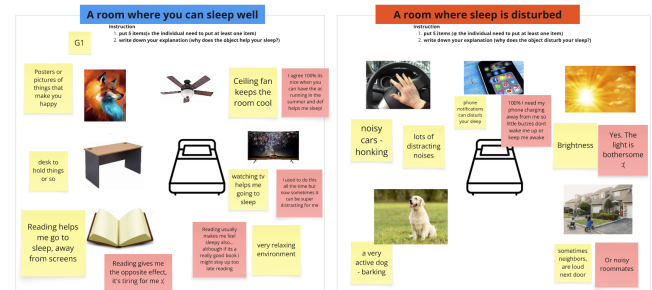 A room where you can sleep well
Instruction
1. put 5 items(= the individual need to put at least one item)
2. write down your explanation (why does the object help your sleep?)
G1
Posters or
pictures of
things that
make you
happy
Ceiling fan
keeps the
room cool
I agree 100% its
nice when you
can have the ac
running in the
summer and def
helps me sleep!
desk to
hold things
or so
watching tv
helps me
going to
sleep
I used to do this
all the time but
now sometimes it
can be super
distracting for me
Reading helps
me go to
sleep, away
from screens
Reading gives me
the opposite effect,
it's tiring for me :(
Reading usually
makes me feel
sleepy also...
although if its a
really good book i
might stay up too
late reading
very relaxing
environment
A room where sleep is disturbed
Instruction
1. put 5 items (= the individual need to put at least one item)
2. write down your explanation (why does the object disturb your sleep?)
noisy
cars -
honking
lots of
distracting
noises
phone
notifications
can disturb
your sleep
100% I need my
phone charging
away from me so
little buzzes dont
wake me up or
keep me awake
Brightness
Yes. The
light is
bothersome
:(
a very
active dog
- barking
sometimes
neighbors,
are loud
next door
Or noisy
roommates